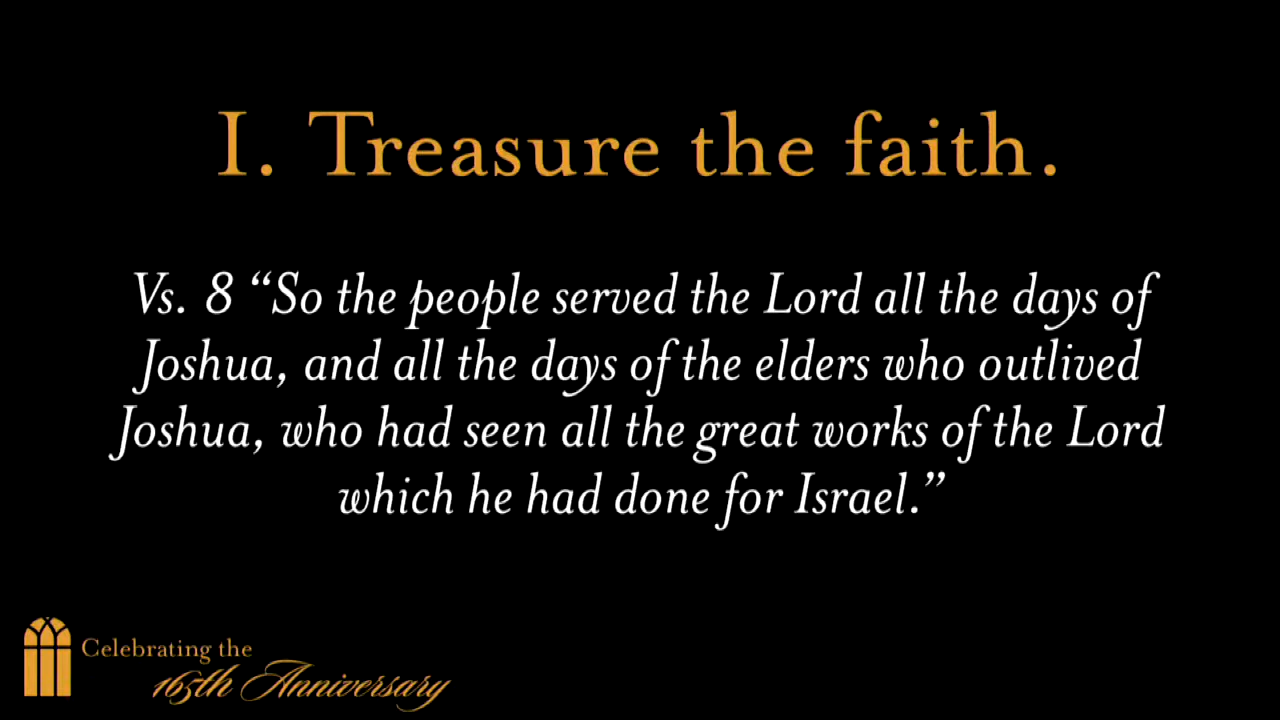 I. Treasure the faith.
Vs. 8 “So the people served the Lord all the days of
Joshua, and all the days of the elders who outlived
Joshua, who had seen all the great works of the Lord
which he had done for Israel.”
Celebrating the
165th Anniversary